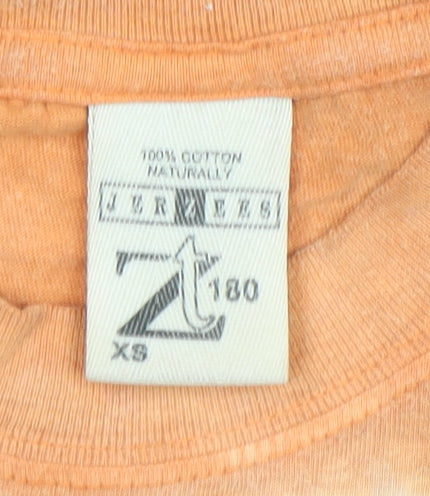 100% COTTON
NATURALLY
JERZEES
Zt 180
XS